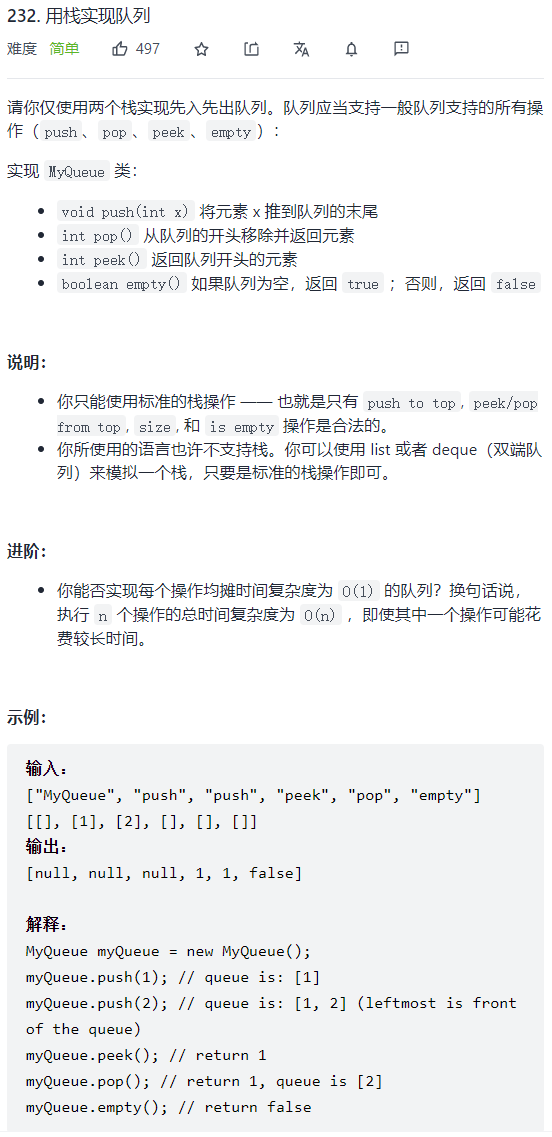 232. 用栈实现队列
难度 简单 497
请你仅使用两个栈实现先入先出队列。队列应当支持一般队列支持的所有操
作（push、pop、peek、empty）：
实现 MyQueue 类：
• void push(int x) 将元素 x 推到队列的末尾
• int pop() 从队列的开头移除并返回元素
• int peek() 返回队列开头的元素
• boolean empty() 如果队列为空，返回 true ；否则，返回 false
说明：
• 你只能使用标准的栈操作 —— 也就是只有 push to top, peek/pop
from top, size, 和 is empty 操作是合法的。
• 你所使用的语言也许不支持栈。你可以使用 list 或者 deque（双端队
列）来模拟一个栈，只要是标准的栈操作即可。
进阶：
• 你能否实现每个操作均摊时间复杂度为 O(1) 的队列？换句话说，
执行 n 个操作的总时间复杂度为 O(n) ，即使其中一个操作可能花
费较长时间。
示例：
输入：
["MyQueue", "push", "push", "peek", "pop", "empty"]
[[], [1], [2], [], [], []]
输出：
[null, null, null, 1, 1, false]
解释：
MyQueue myQueue = new MyQueue();
myQueue.push(1); // queue is: [1]
myQueue.push(2); // queue is: [1, 2] (leftmost is front
of the queue)
myQueue.peek(); // return 1
myQueue.pop(); // return 1, queue is [2]
myQueue.empty(); // return false